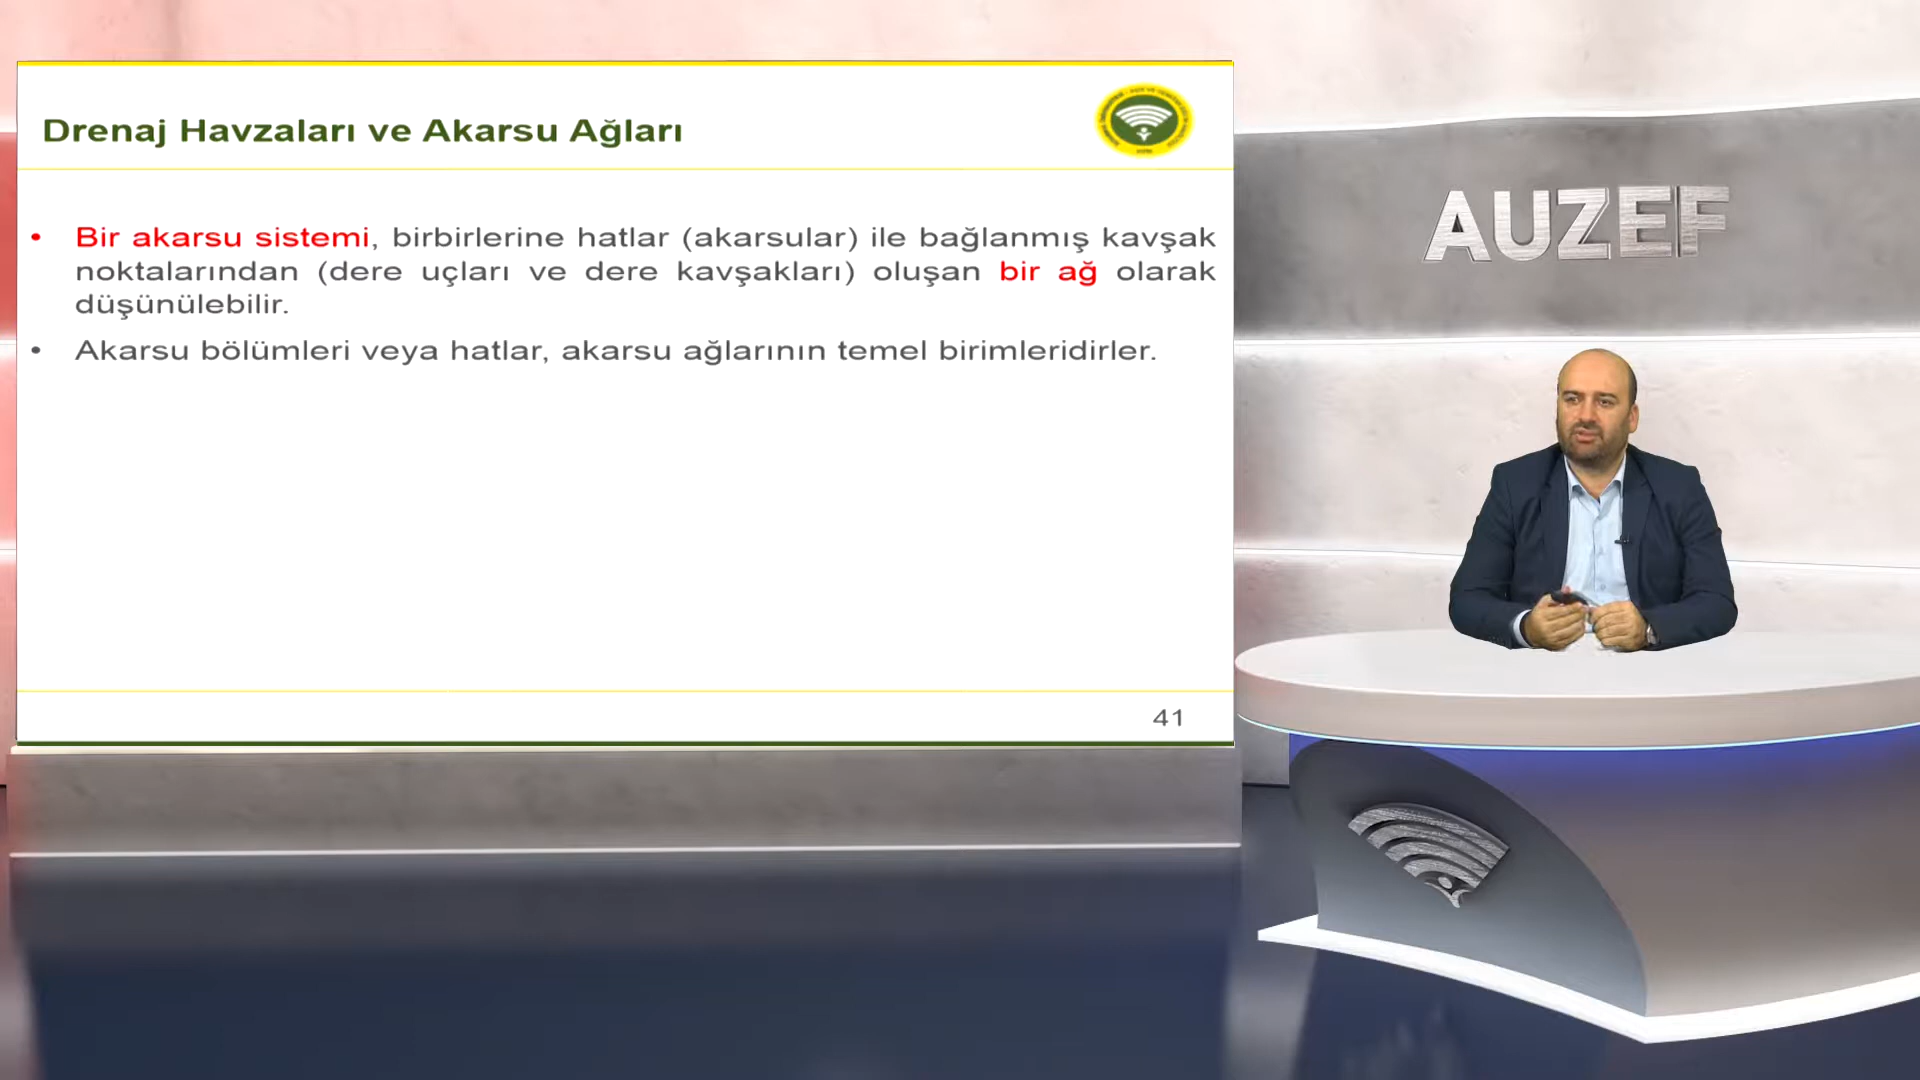 Drenaj Havzaları ve Akarsu Ağları
• Bir akarsu sistemi, birbirlerine hatlar (akarsular) ile bağlanmış kavşak
noktalarından (dere uçları ve dere kavşakları) oluşan bir ağ olarak
düşünülebilir.
• Akarsu bölümleri veya hatlar, akarsu ağlarının temel birimleridirler.
41
AUZEF